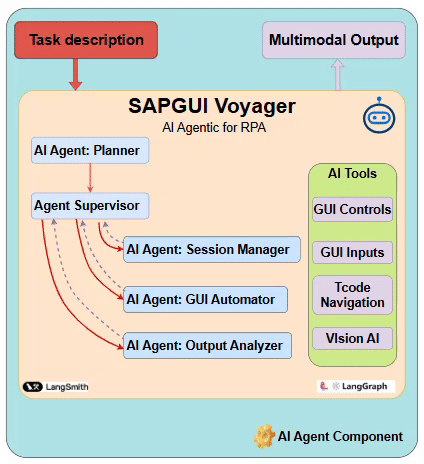 Task description
Multimodal Output
SAPGUI Voyager
AI Agentic for RPA
AI Agent: Planner
Agent Supervisor
AI Agent: Session Manager
AI Agent: GUI Automator
AI Agent: Output Analyzer
AI Tools
GUI Controls
GUI Inputs
Tcode
Navigation
VIsion AI
LangSmith
LangGraph
AI Agent Component